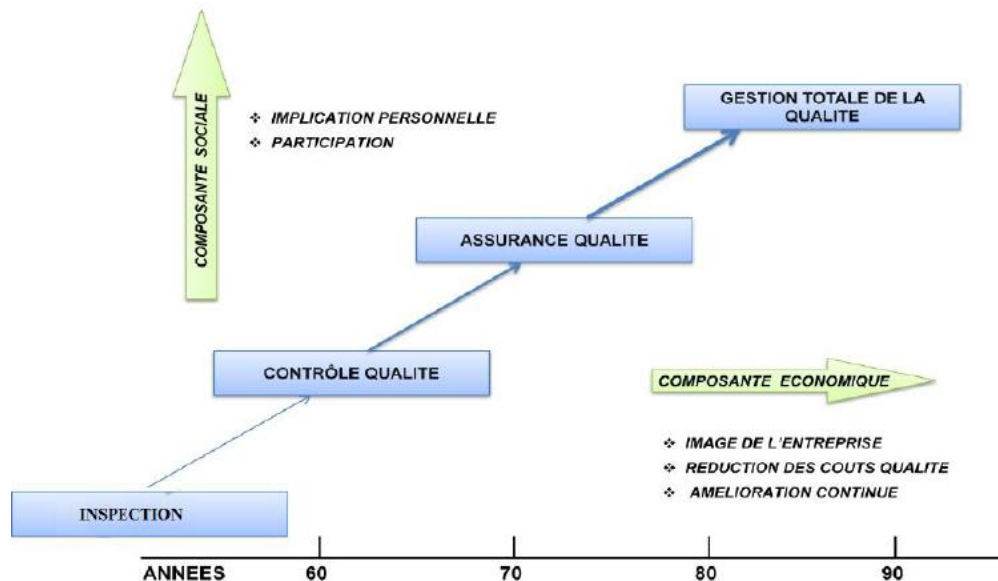 COMPOSANTE SOCIALE
❖ IMPLICATION PERSONNELLE
❖ PARTICIPATION
GESTION TOTALE DE LA
QUALITE
ASSURANCE QUALITE
CONTRÔLE QUALITE
COMPOSANTE ECONOMIQUE
❖ IMAGE DE L'ENTREPRISE
❖ REDUCTION DES COUTS QUALITE
❖ AMELIORATION CONTINUE
INSPECTION
ANNEES 60 70 80 90